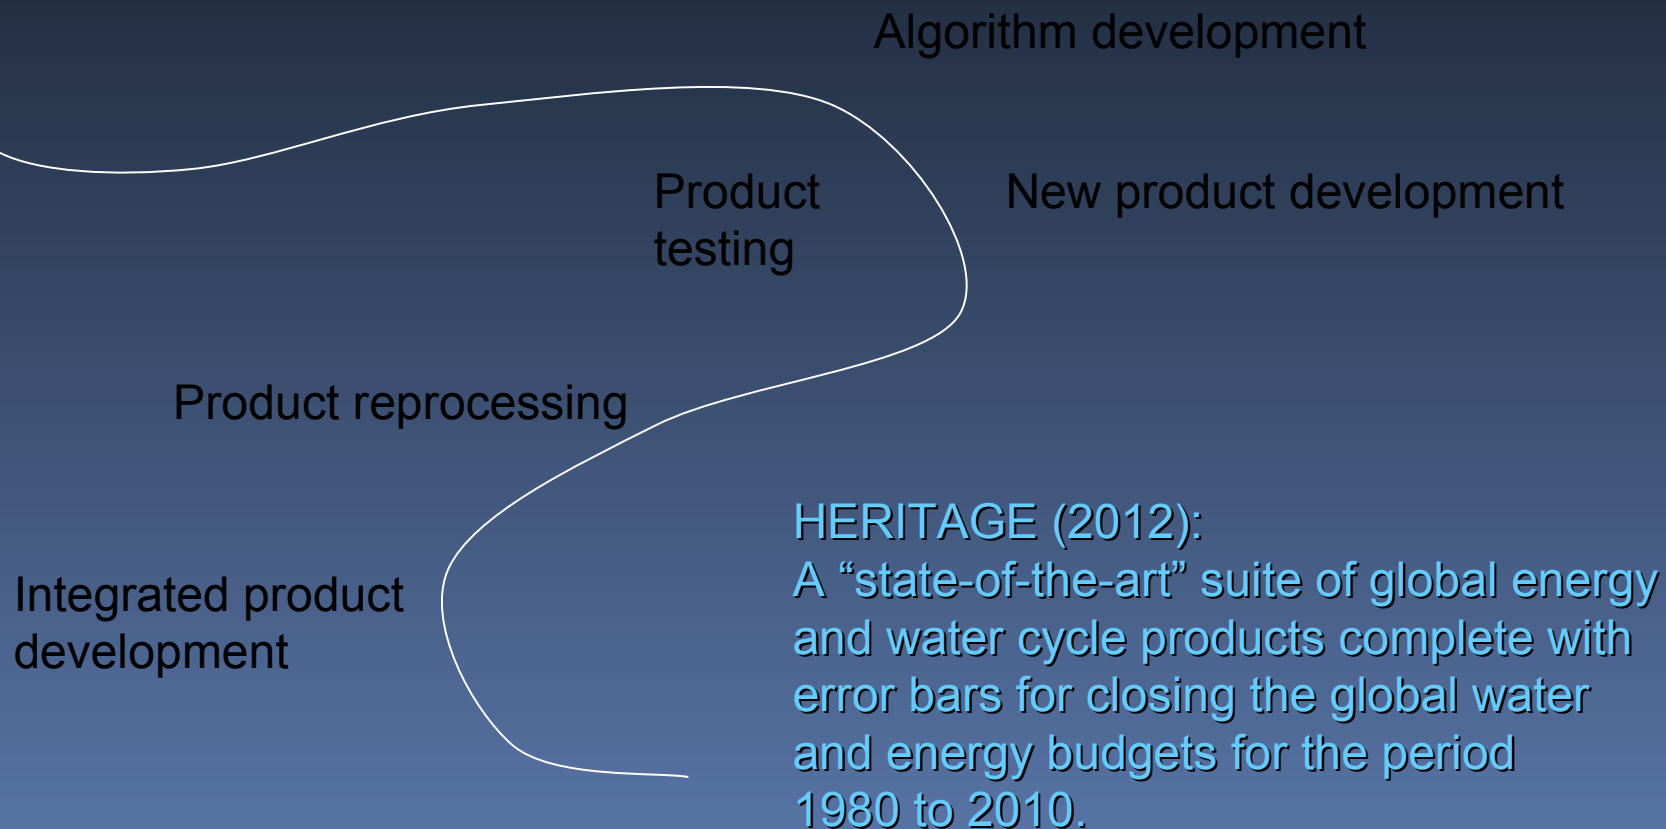 Algorithm development
Product
testing
New product development
Product reprocessing
Integrated product
development
HERITAGE (2012):
A “state-of-the-art” suite of global energy
and water cycle products complete with
error bars for closing the global water
and energy budgets for the period
1980 to 2010.